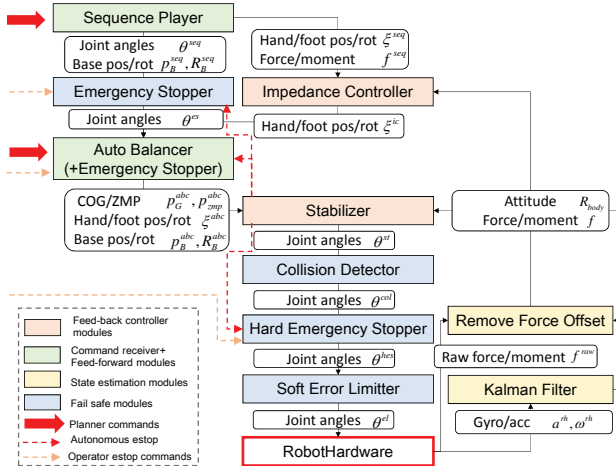 Sequence Player
Joint angles θ^{seq}
Base pos/rot p_B^{seq}, R_B^{seq}
Hand/foot pos/rot ξ^{seq}
Force/moment f^{seq}
Emergency Stopper
Impedance Controller
Joint angles θ^{es}
Hand/foot pos/rot ξ^{ic}
Auto Balancer
(+Emergency Stopper)
COG/ZMP p_G^{abc}, p_{zmp}^{abc}
Hand/foot pos/rot ξ^{abc}
Base pos/rot p_B^{abc}, R_B^{abc}
Stabilizer
Attitude R_{body}
Force/moment f
Joint angles θ^{st}
Collision Detector
Joint angles θ^{col}
Hard Emergency Stopper
Remove Force Offset
Joint angles θ^{hes}
Raw force/moment f^{raw}
Soft Error Limitter
Kalman Filter
Joint angles θ^{el}
Gyro/acc a^{rh}, ω^{rh}
RobotHardware
Feed-back controller
modules
Command receiver+
Feed-forward modules
State estimation modules
Fail safe modules
Planner commands
Autonomous estop
Operator estop commands